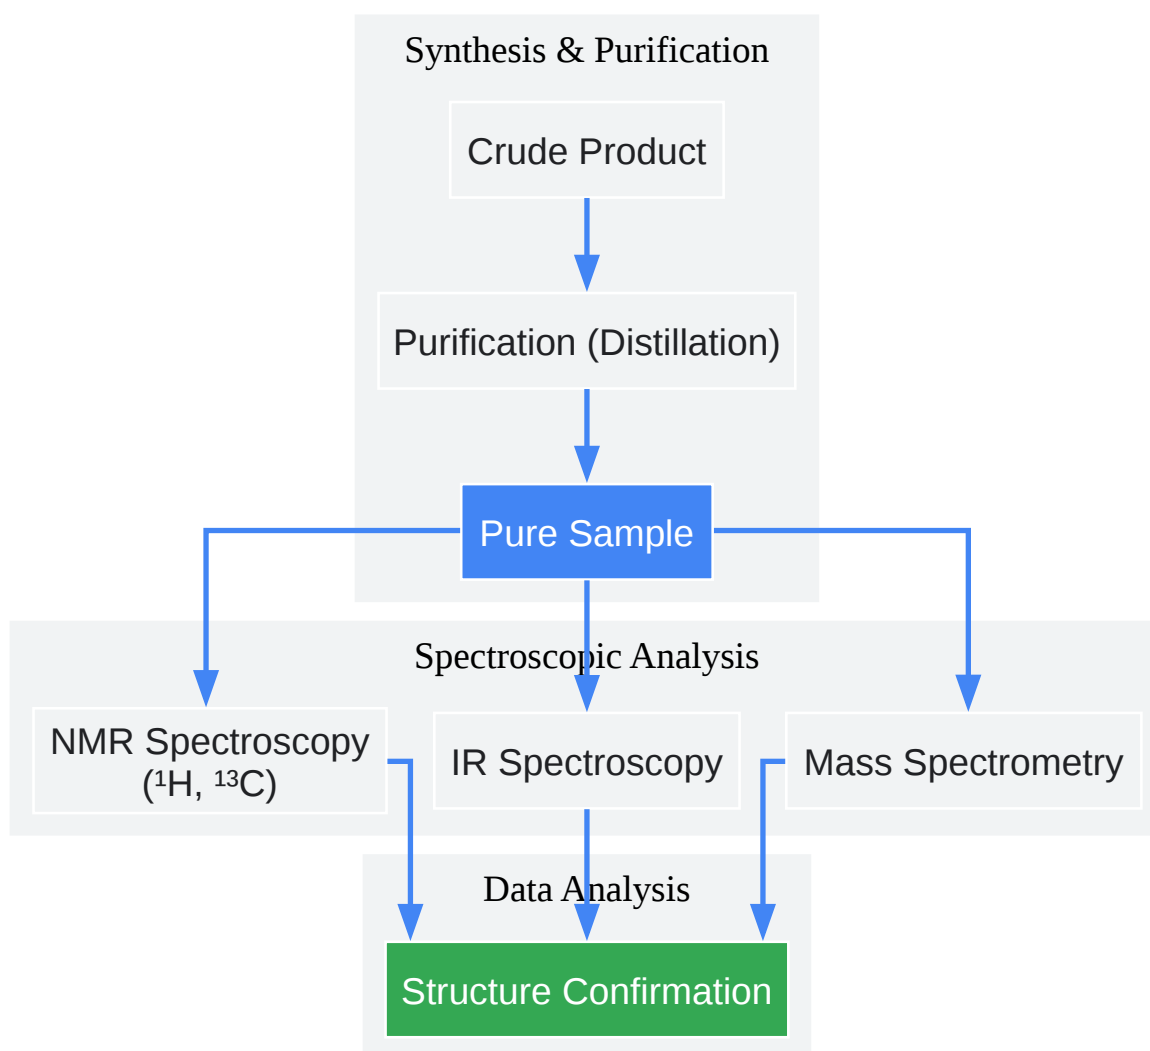 Synthesis & Purification
Crude Product
Purification (Distillation)
Pure Sample
Spectroscopic Analysis
NMR Spectroscopy
(¹H, ¹³C)
IR Spectroscopy
Mass Spectrometry
Data Analysis
Structure Confirmation